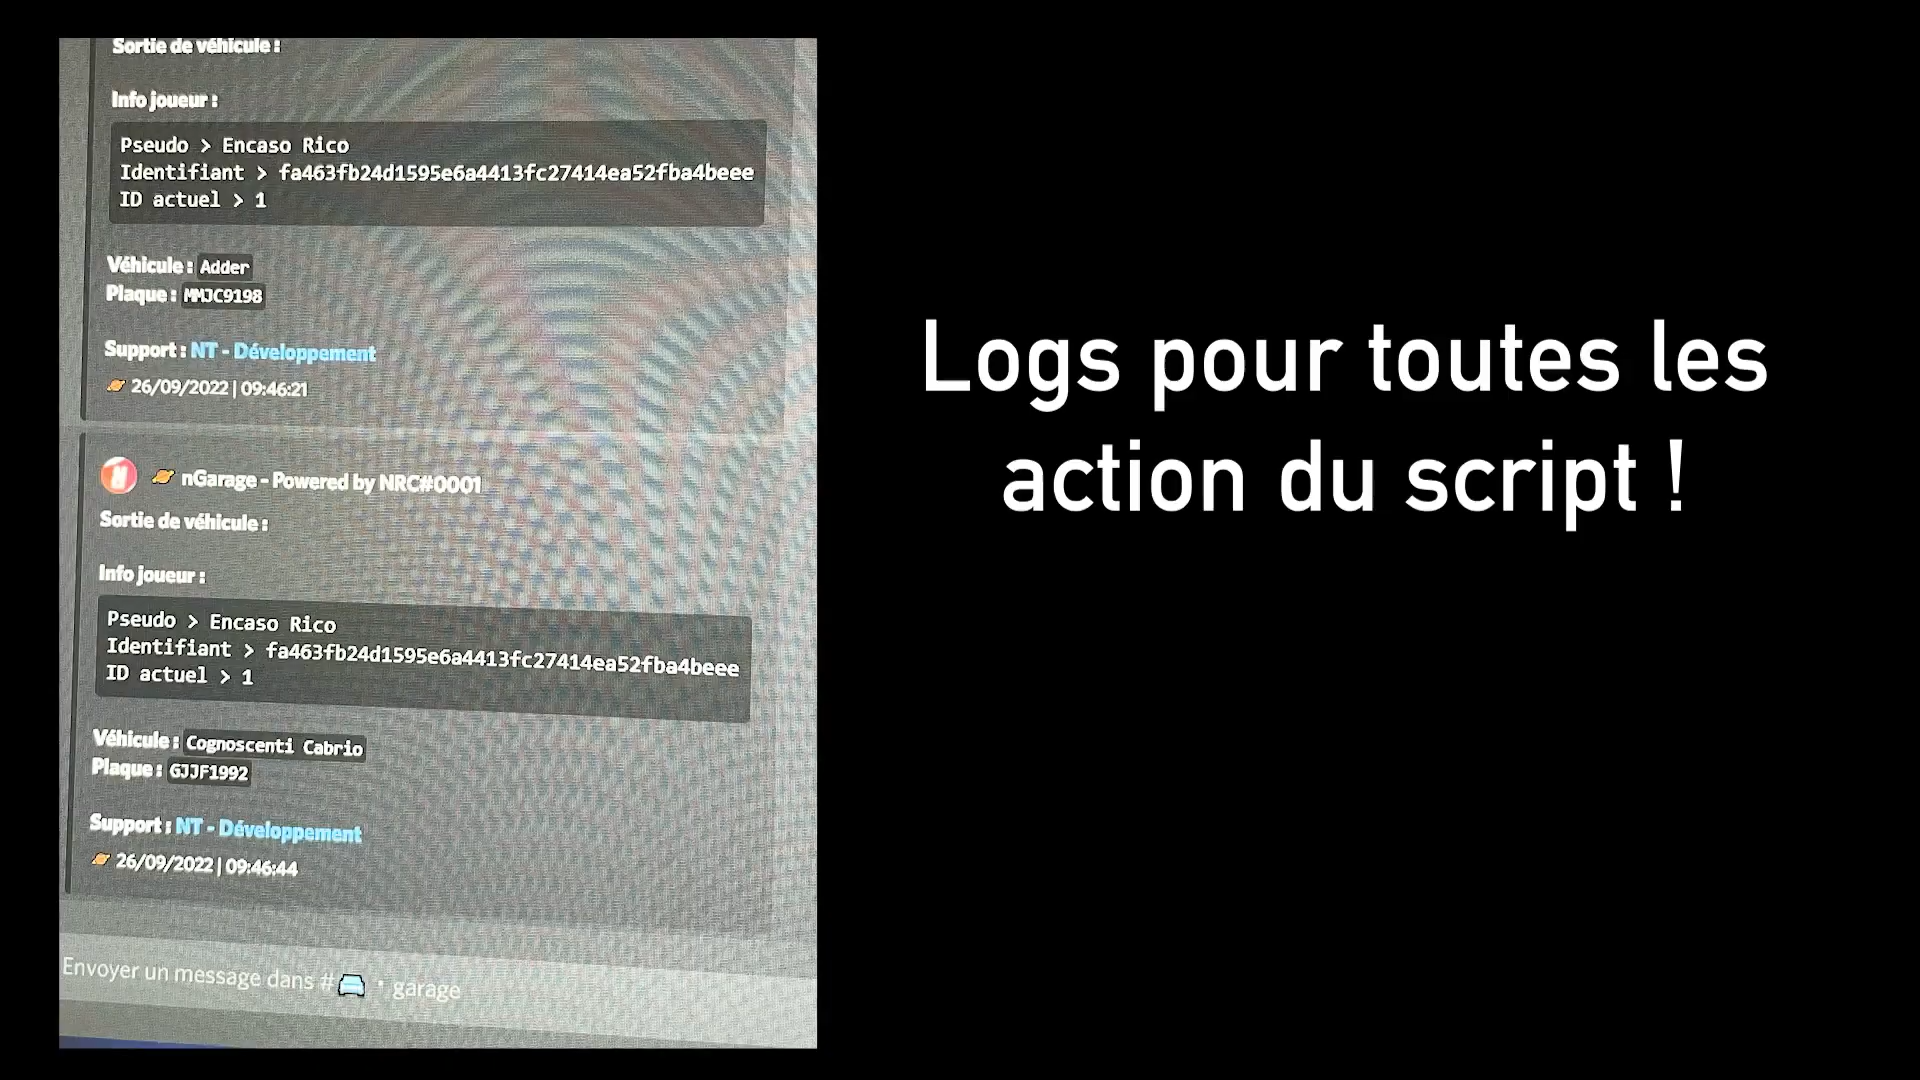 Sortie de véhicule :
Info joueur :
Pseudo > Encaso Rico
Identifiant > fa463fb24d1595e6a4413fc27414ea52fba4beee
ID actuel > 1
Véhicule : Adder
Plaque : MMJC9198
Support : NT - Développement
26/09/2022 | 09:46:21
nGarage - Powered by NRC#0001
Sortie de véhicule :
Info joueur :
Pseudo > Encaso Rico
Identifiant > fa463fb24d1595e6a4413fc27414ea52fba4beee
ID actuel > 1
Véhicule : Cognoscenti Cabrio
Plaque : GJJF1992
Support : NT - Développement
26/09/2022 | 09:46:44
Envoyer un message dans # · garage
Logs pour toutes les
action du script !